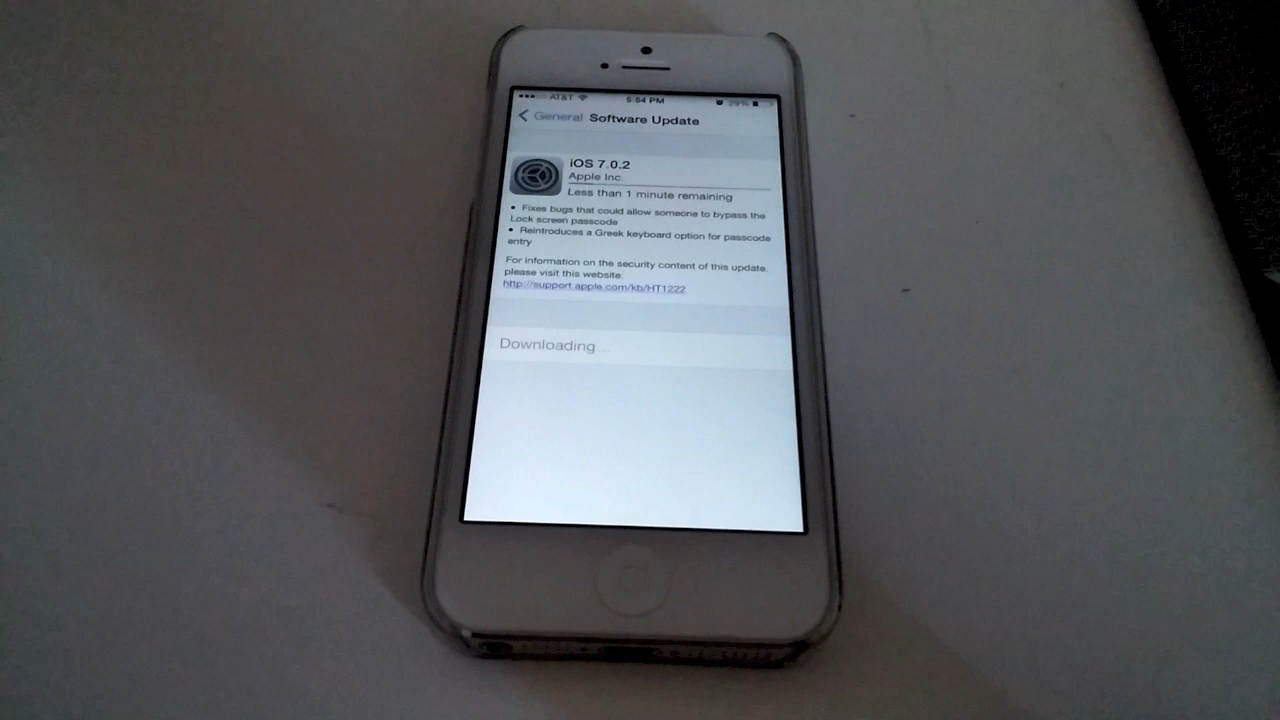 AT&T 5:54 PM 29%
General Software Update
iOS 7.0.2
Apple Inc.
Less than 1 minute remaining
• Fixes bugs that could allow someone to bypass the
Lock screen passcode
• Reintroduces a Greek keyboard option for passcode
entry
For information on the security content of this update,
please visit this website:
http://support.apple.com/kb/HT1222
Downloading...